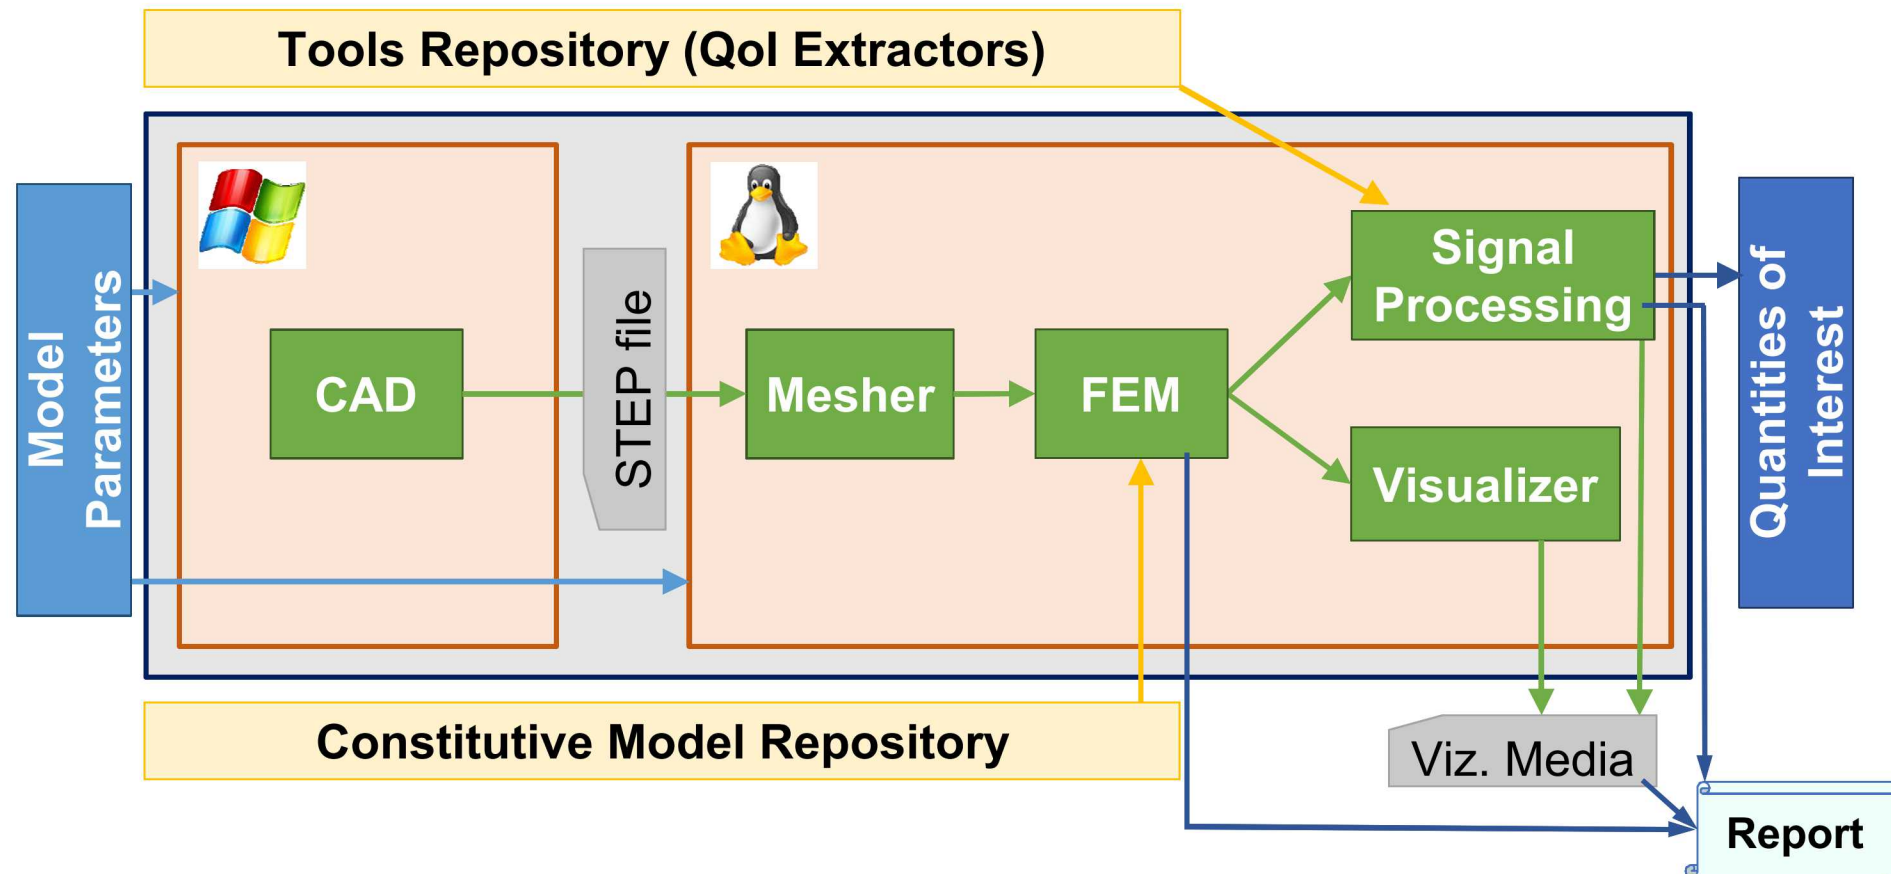 Tools Repository (QoI Extractors)
Model
Parameters
CAD
STEP file
Mesher
FEM
Signal
Processing
Visualizer
Quantities of
Interest
Constitutive Model Repository
Viz. Media
Report